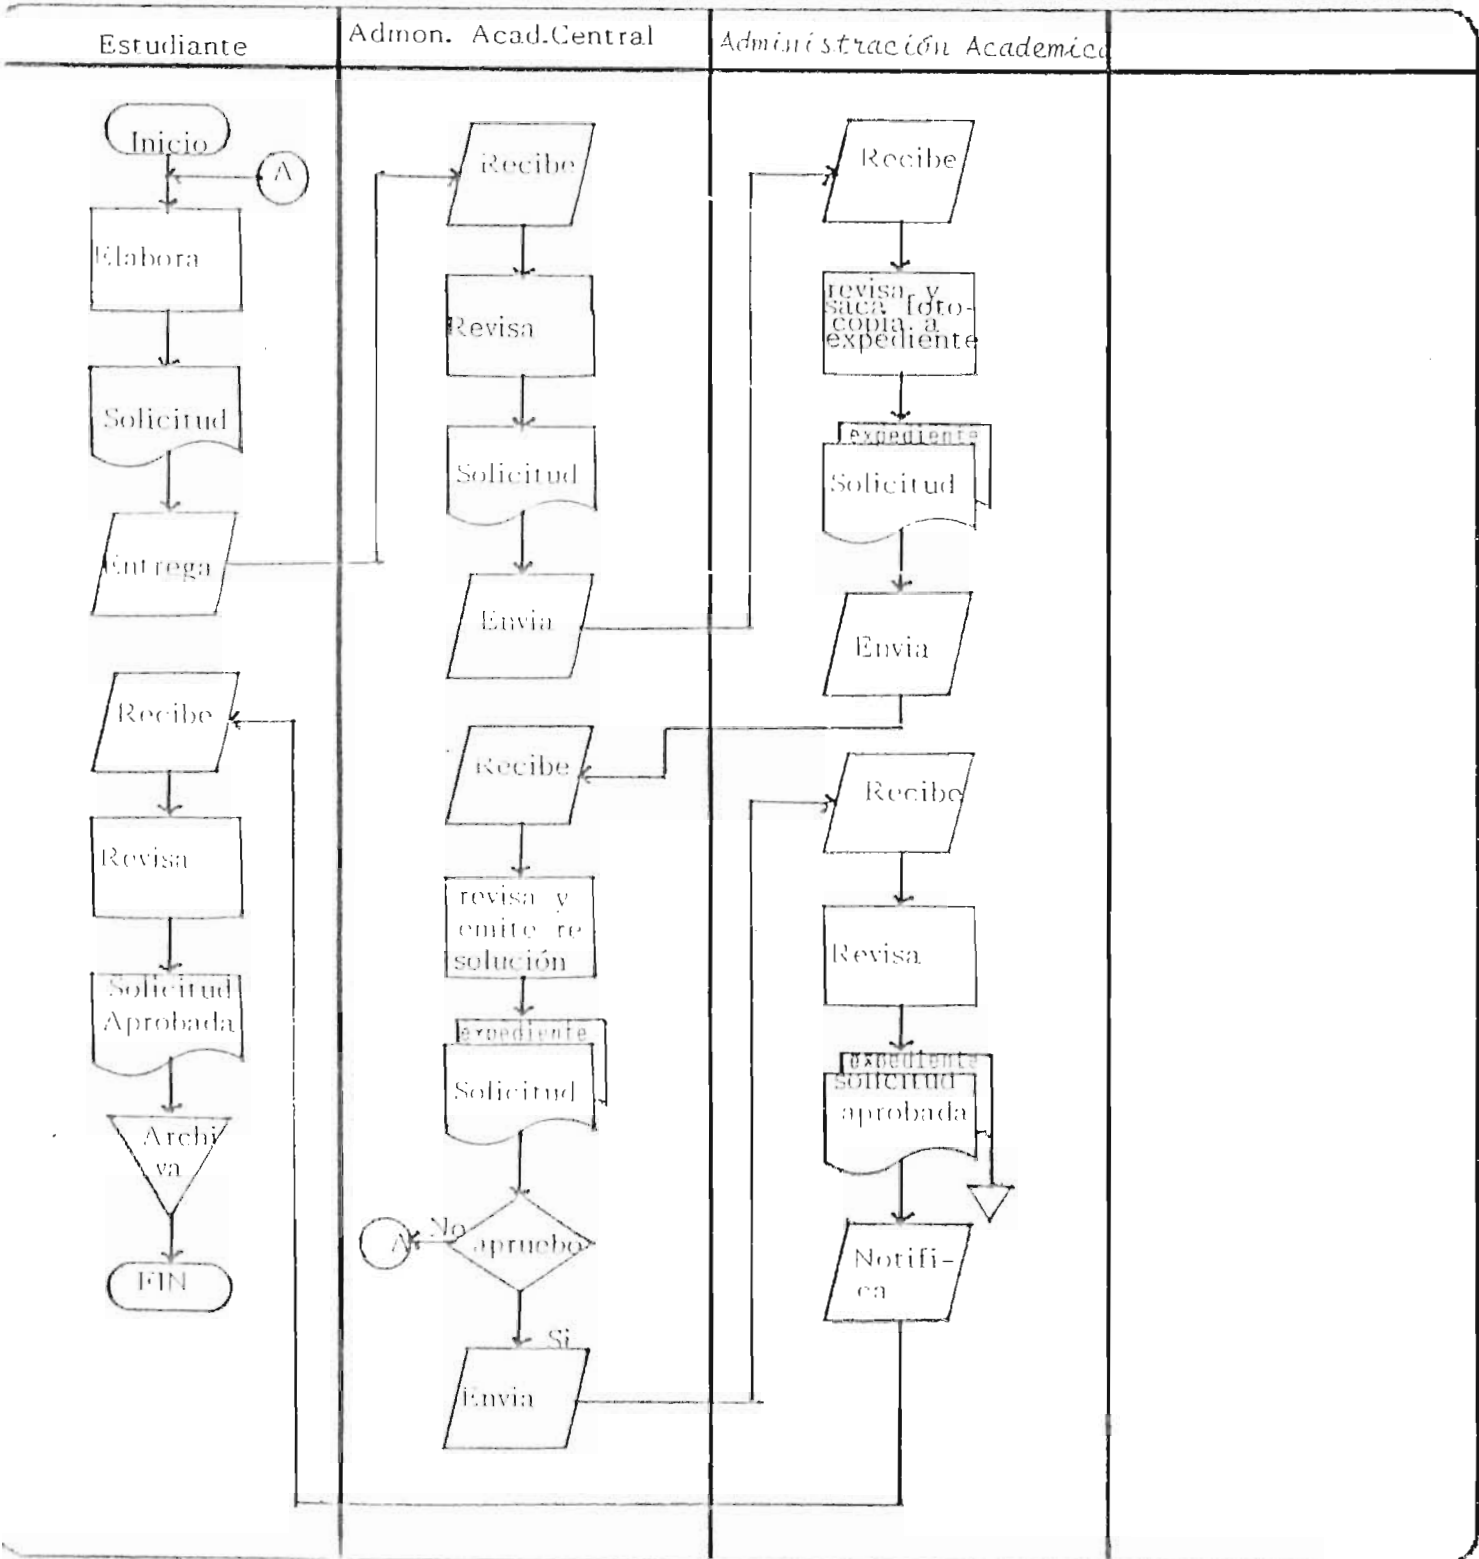 Estudiante
Admon. Acad.Central
Administración Academica
Inicio
A
Elabora
Solicitud
Entrega
Recibe
Revisa
Solicitud
Aprobada
Archi
va
FIN
Recibe
Revisa
Solicitud
Envia
Recibe
revisa y
emite re
solución
expediente
Solicitud
apruebo
No
A
Si
Envia
Recibe
revisa y
saca foto-
copia a
expediente
expediente
Solicitud
Envia
Recibe
Revisa
expediente
solicitud
aprobada
Notifi-
ca